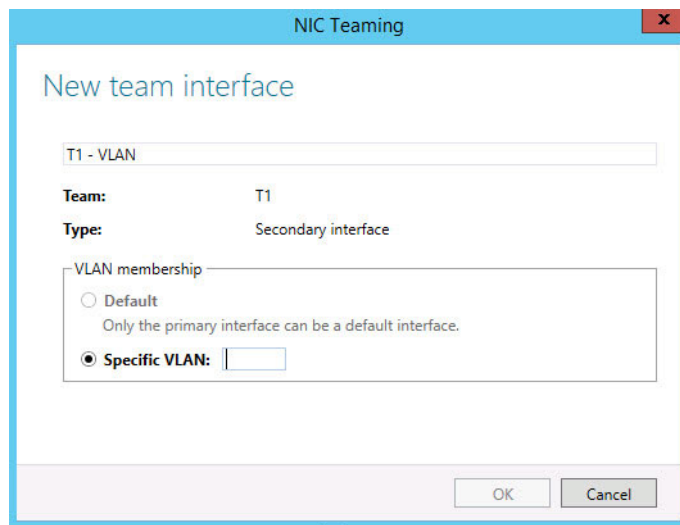 NIC Teaming
x
New team interface
T1 - VLAN
Team: T1
Type: Secondary interface
VLAN membership
Default
Only the primary interface can be a default interface.
Specific VLAN:
OK Cancel